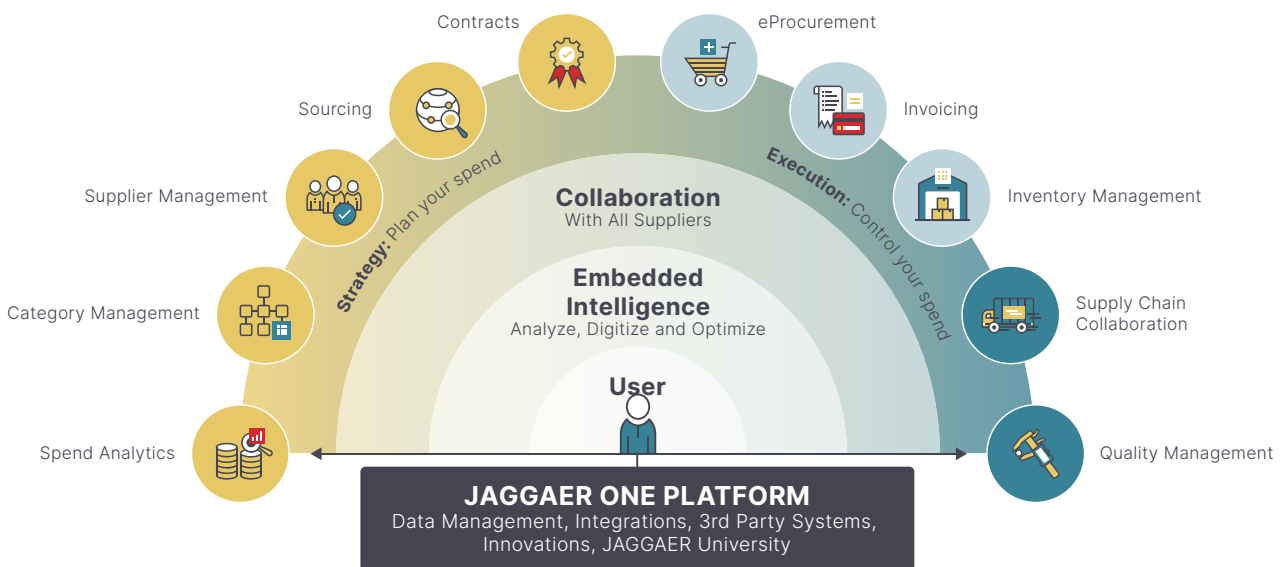 Contracts
eProcurement
Sourcing
Invoicing
Supplier Management
Inventory Management
Category Management
Supply Chain
Collaboration
Spend Analytics
Quality Management
Strategy: Plan your spend
Execution: Control your spend
Collaboration
With All Suppliers
Embedded
Intelligence
Analyze, Digitize and Optimize
User
JAGGAER ONE PLATFORM
Data Management, Integrations, 3rd Party Systems,
Innovations, JAGGAER University